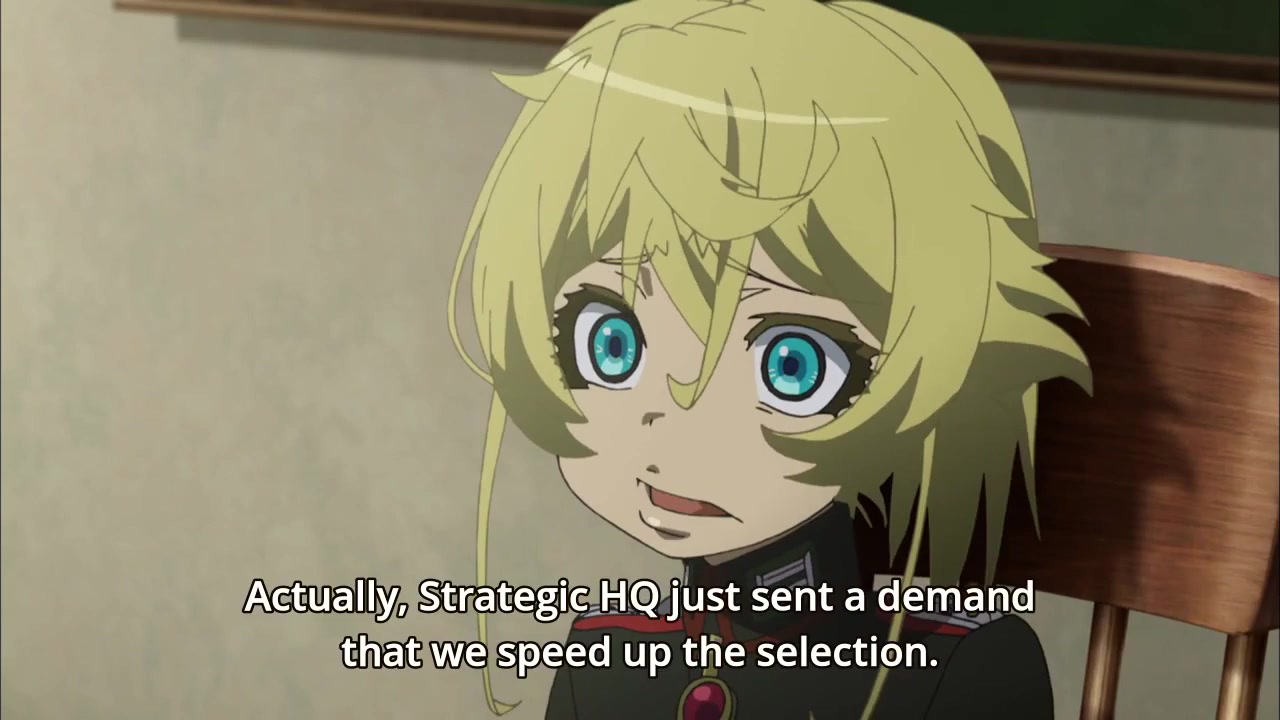 Actually, Strategic HQ just sent a demand
that we speed up the selection.